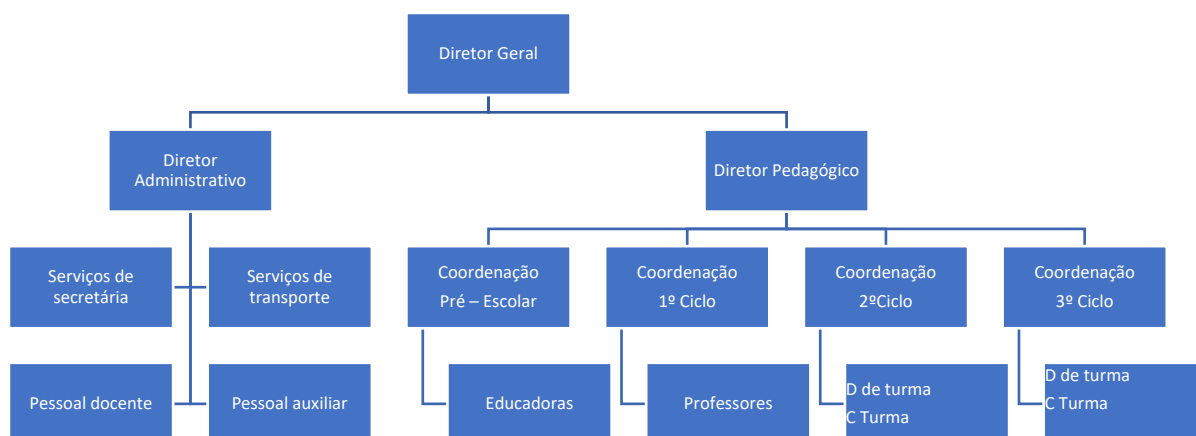 Diretor Geral
Diretor
Administrativo
Diretor Pedagógico
Serviços de
secretária
Serviços de
transporte
Coordenação
Pré – Escolar
Coordenação
1º Ciclo
Coordenação
2ºCiclo
Coordenação
3º Ciclo
Pessoal docente
Pessoal auxiliar
Educadoras
Professores
D de turma
C Turma
D de turma
C Turma